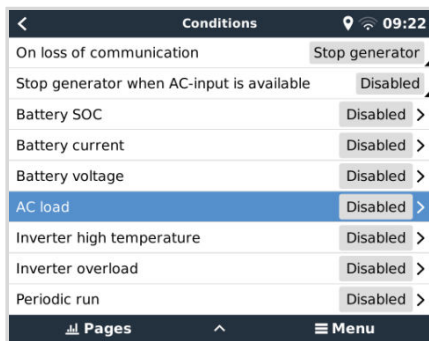 Conditions 09:22
On loss of communication Stop generator
Stop generator when AC-input is available Disabled
Battery SOC Disabled
Battery current Disabled
Battery voltage Disabled
AC load Disabled
Inverter high temperature Disabled
Inverter overload Disabled
Periodic run Disabled
Pages Menu